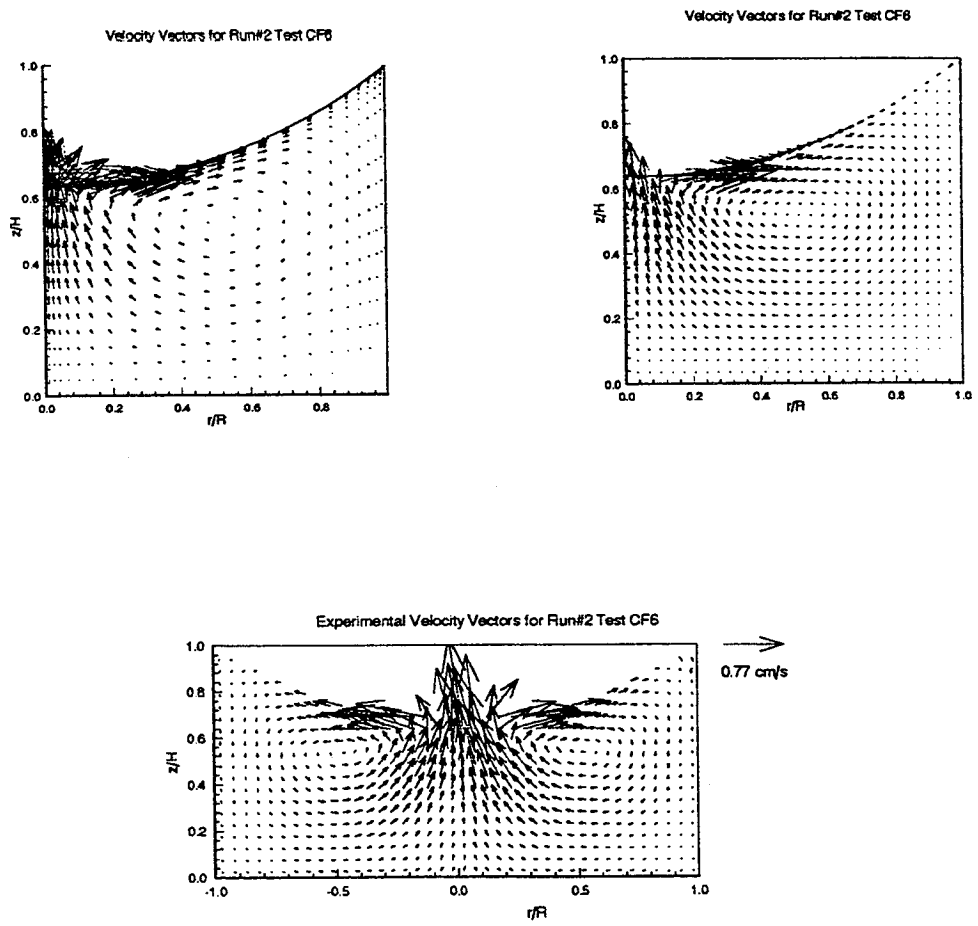 Velocity Vectors for Run#2 Test CF6
1.0
0.8
0.6
0.4
0.2
0.0
z/H
0.0 0.2 0.4 0.6 0.8
r/R
Velocity Vectors for Run#2 Test CF6
1.0
0.8
0.6
0.4
0.2
0.0
z/H
0.0 0.2 0.4 0.6 0.8 1.0
r/R
Experimental Velocity Vectors for Run#2 Test CF6
1.0
0.8
0.6
0.4
0.2
0.0
z/H
-1.0 -0.5 0.0 0.5 1.0
r/R
0.77 cm/s